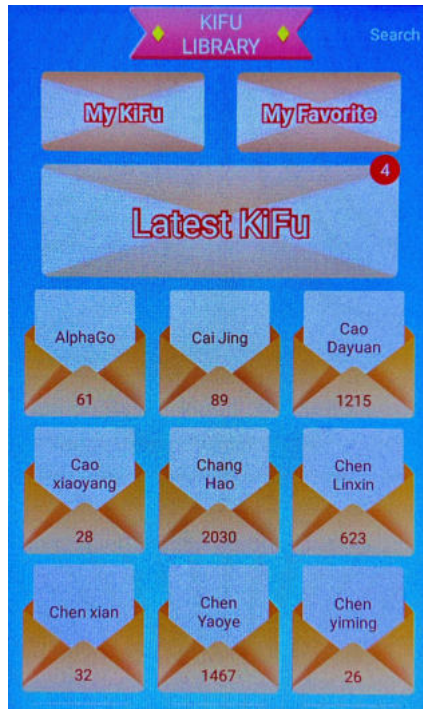 KIFU
LIBRARY
Search
My KiFu
My Favorite
4
Latest KiFu
AlphaGo
61
Cai Jing
89
Cao
Dayuan
1215
Cao
xiaoyang
28
Chang
Hao
2030
Chen
Linxin
623
Chen xian
32
Chen
Yaoye
1467
Chen
yiming
26